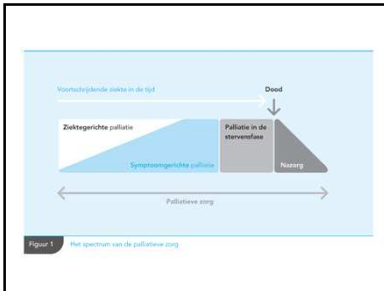 Voortschrijdende ziekte in de tijd
Dood
Ziektegerichte palliatie
Palliatie in de
stervensfase
Symptoomgerichte palliatie
Nazorg
Palliatieve zorg
Figuur 1
Het spectrum van de palliatieve zorg